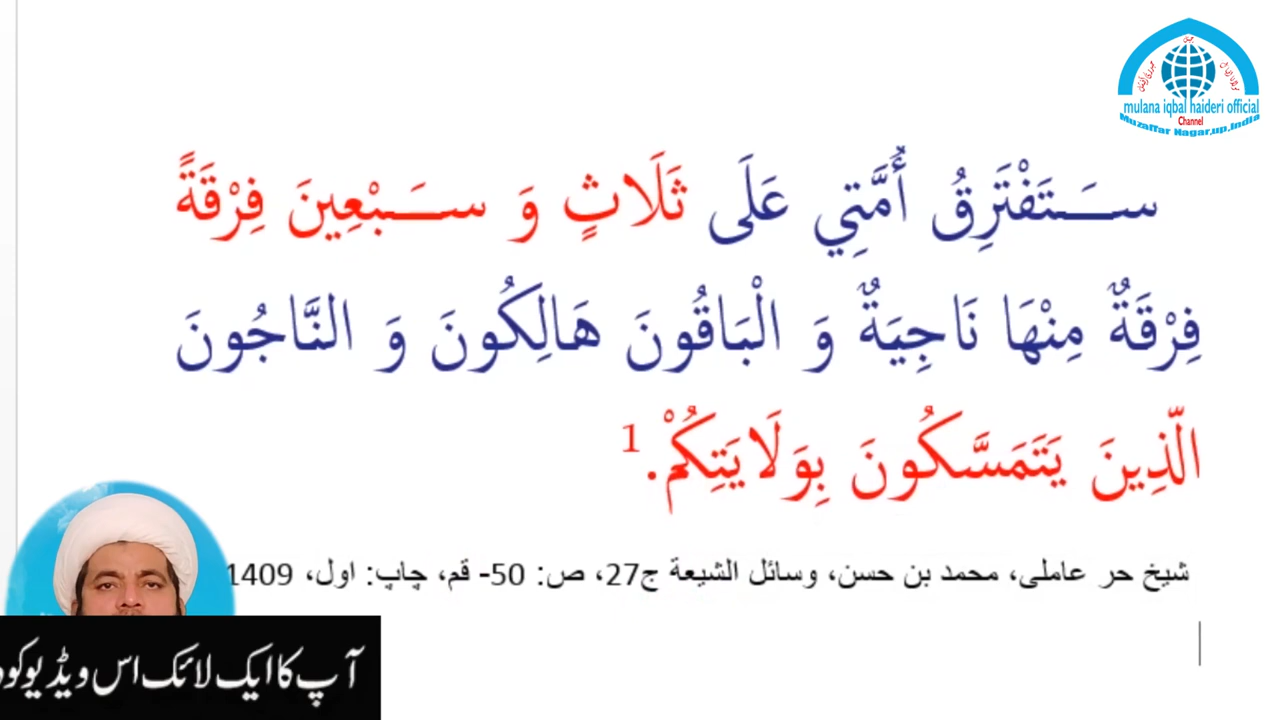 mulana iqbal haideri official
Channel
Muzaffar Nagar,up,India
ســتَفْتَرِقُ أُمَّتِي عَلَى ثَلَاثٍ وَ ســبْعِينَ فِرْقَةً
فِرْقَةٌ مِنْهَا نَاجِيَةٌ وَ الْبَاقُونَ هَالِكُونَ وَ النَّاجُونَ
الَّذِينَ يَتَمَسَّكُونَ بِوَلَايَتِكُمْ.1
شیخ حر عاملی، محمد بن حسن، وسائل الشیعة ج27، ص: 50- قم، چاپ: اول، 1409
آپ کا ایک لائک اس ویڈیو کو